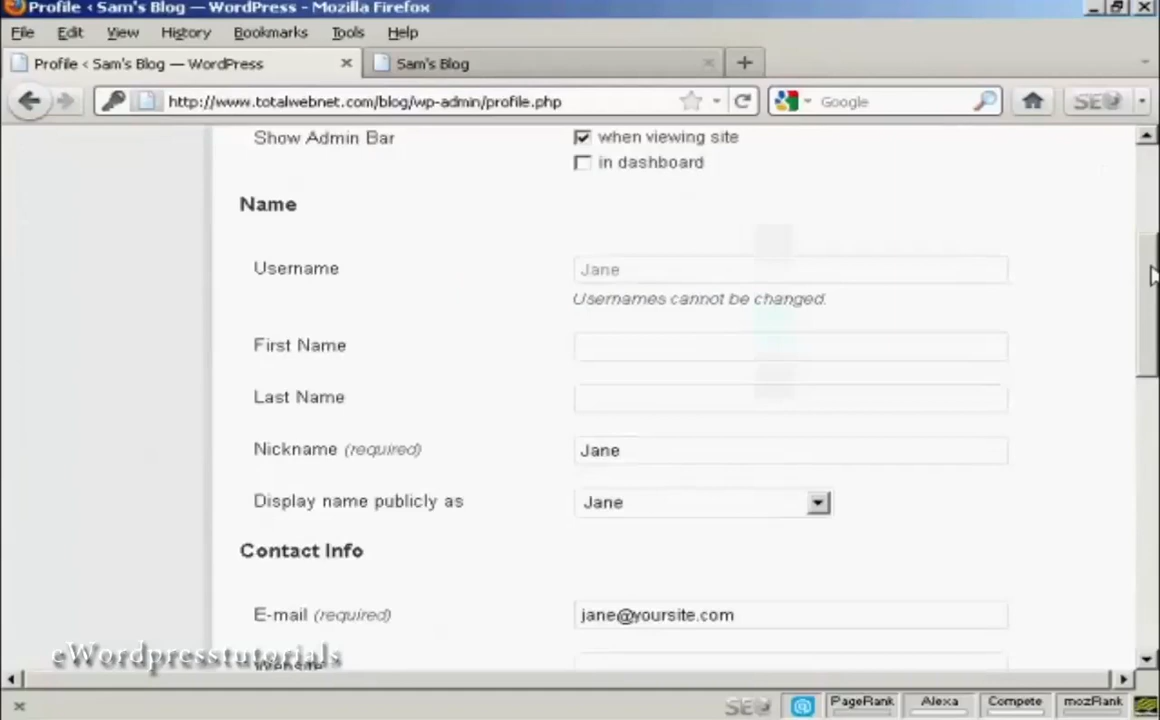 Profile ‹ Sam's Blog — WordPress - Mozilla Firefox
File Edit View History Bookmarks Tools Help
Profile ‹ Sam's Blog — WordPress Sam's Blog
http://www.totalwebnet.com/blog/wp-admin/profile.php Google
Show Admin Bar when viewing site
in dashboard
Name
Username Jane
Usernames cannot be changed.
First Name
Last Name
Nickname (required) Jane
Display name publicly as Jane
Contact Info
E-mail (required) jane@yoursite.com
eWordpresstutorials
Website
PageRank Alexa Compete mozRank